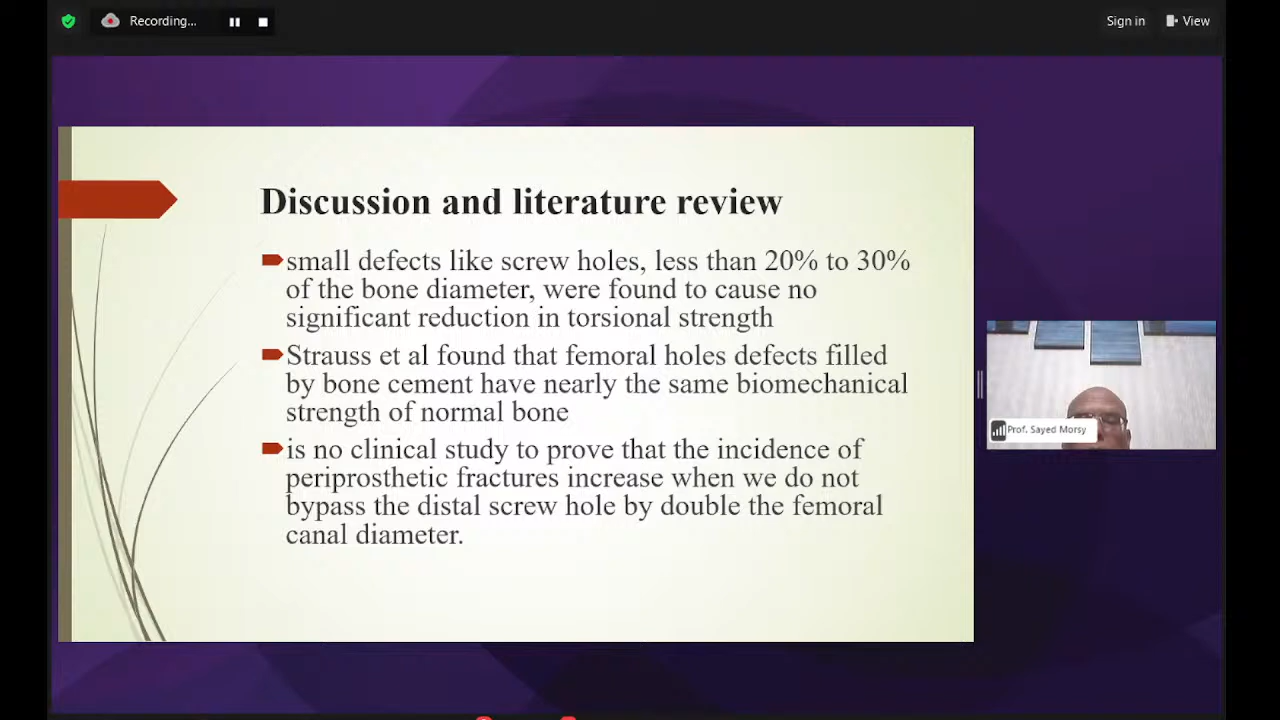 Recording...
Sign in
View
Discussion and literature review
small defects like screw holes, less than 20% to 30%
of the bone diameter, were found to cause no
significant reduction in torsional strength
Strauss et al found that femoral holes defects filled
by bone cement have nearly the same biomechanical
strength of normal bone
is no clinical study to prove that the incidence of
periprosthetic fractures increase when we do not
bypass the distal screw hole by double the femoral
canal diameter.
Prof. Sayed Morsy